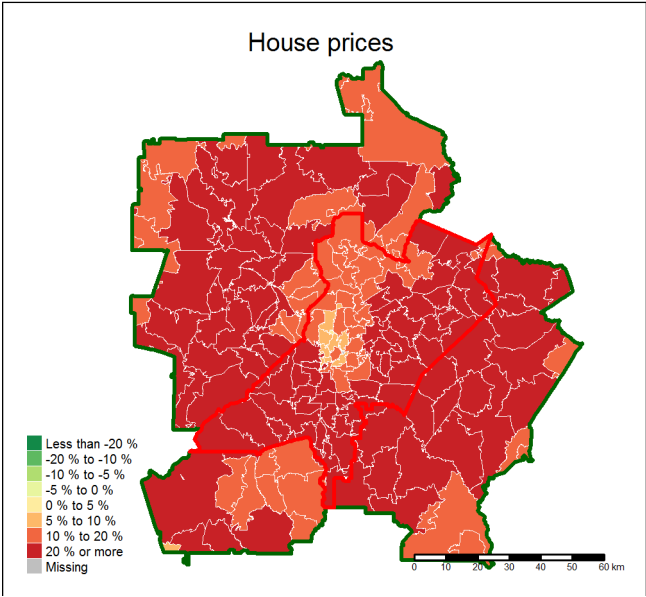 House prices
Less than -20 %
-20 % to -10 %
-10 % to -5 %
-5 % to 0 %
0 % to 5 %
5 % to 10 %
10 % to 20 %
20 % or more
Missing
0 10 20 30 40 50 60 km